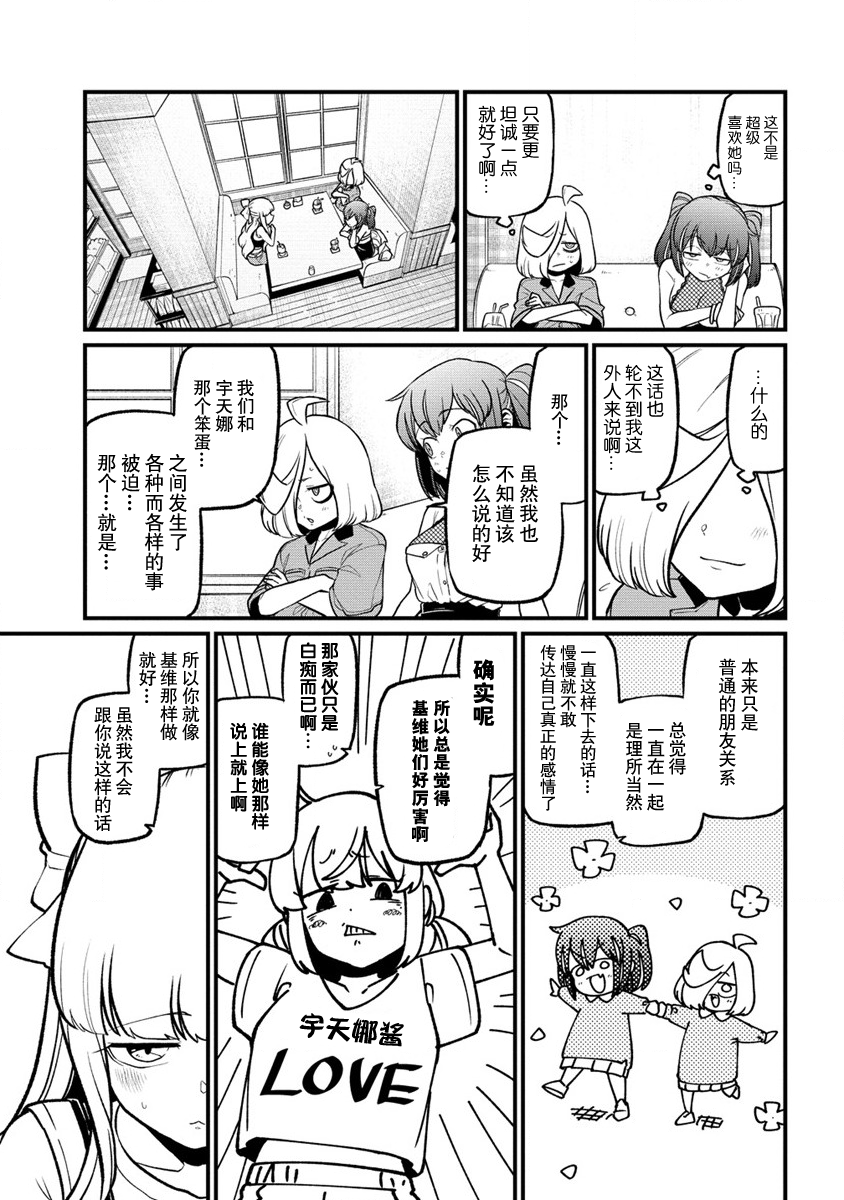 这不是
超级
喜欢她吗…
只要更
坦诚一点
就好了啊…
…什么的
这话也
轮不到我这
外人来说啊…
那个…
虽然我也
不知道该
怎么说的好
我们和
宇天娜
那个笨蛋…
之间发生了
各种而各样的事
被迫…
那个…就是…
本来只是
普通的朋友关系
总觉得
一直在一起
是理所当然
一直这样下去的话…
慢慢就不敢
传达自己真正的感情了
确实呢
所以总是觉得
基维她们好厉害啊
那家伙只是
白痴而已啊…
谁能像她那样
说上就上啊
宇天娜酱
LOVE
所以你就像
基维那样做
就好…
虽然我不会
跟你说这样的话